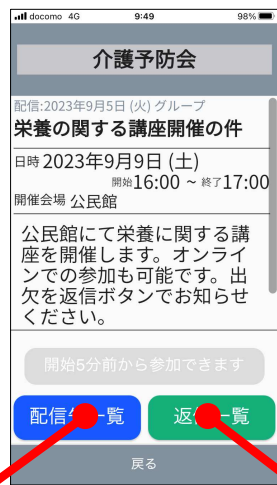 docomo 4G 9:49 98%
介護予防会
配信:2023年9月5日 (火) グループ
栄養の関する講座開催の件
日時 2023年9月9日 (土)
開始16:00 ~ 終了17:00
開催会場 公民館
公民館にて栄養に関する講
座を開催します。オンライ
ンでの参加も可能です。出
欠を返信ボタンでお知らせ
ください。
開始5分前から参加できます
配信 一覧 返 一覧
戻る